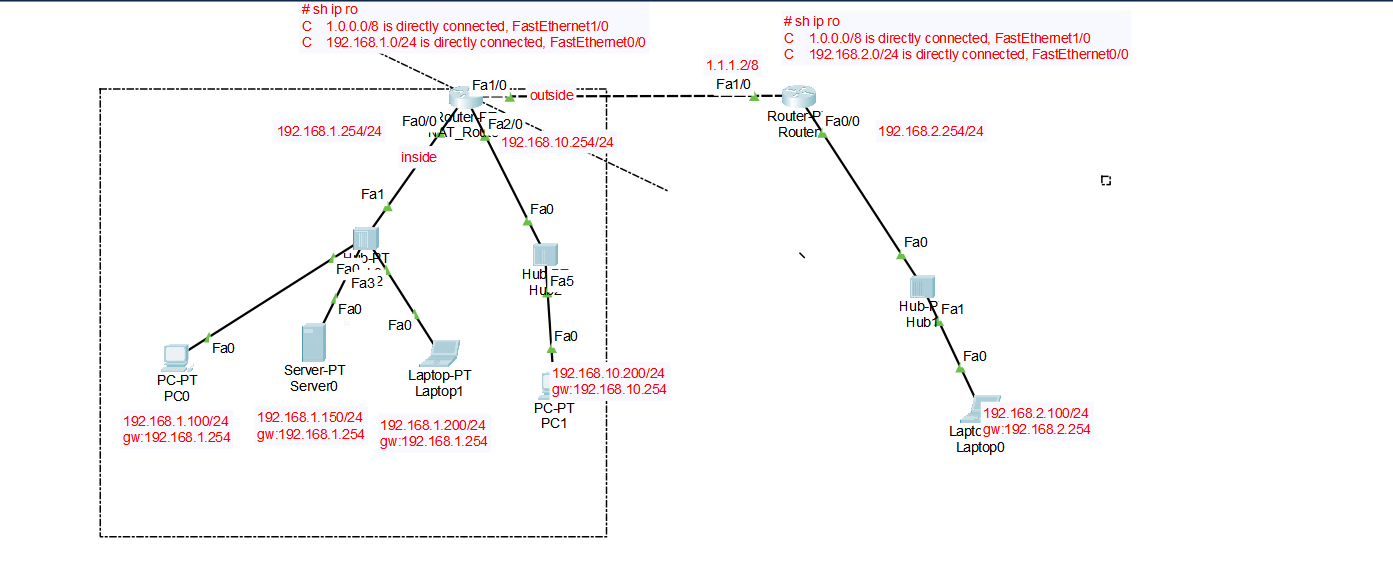 # sh ip ro
C 1.0.0.0/8 is directly connected, FastEthernet1/0
C 192.168.1.0/24 is directly connected, FastEthernet0/0
# sh ip ro
C 1.0.0.0/8 is directly connected, FastEthernet1/0
C 192.168.2.0/24 is directly connected, FastEthernet0/0
1.1.1.2/8
Fa1/0
outside
Fa1/0
192.168.1.254/24
Fa0/0
Fa2/0
192.168.10.254/24
Router
Fa0/0
192.168.2.254/24
inside
Fa1
Fa0
Fa0
Fa0
Fa3
Hub
Fa5
Fa0
Fa0
Fa0
Fa0
Fa1
Hub1
Fa0
PC-PT
PC0
192.168.1.100/24
gw:192.168.1.254
Server-PT
Server0
192.168.1.150/24
gw:192.168.1.254
Laptop-PT
Laptop1
192.168.1.200/24
gw:192.168.1.254
192.168.10.200/24
gw:192.168.10.254
PC-PT
PC1
192.168.2.100/24
gw:192.168.2.254
Laptop0